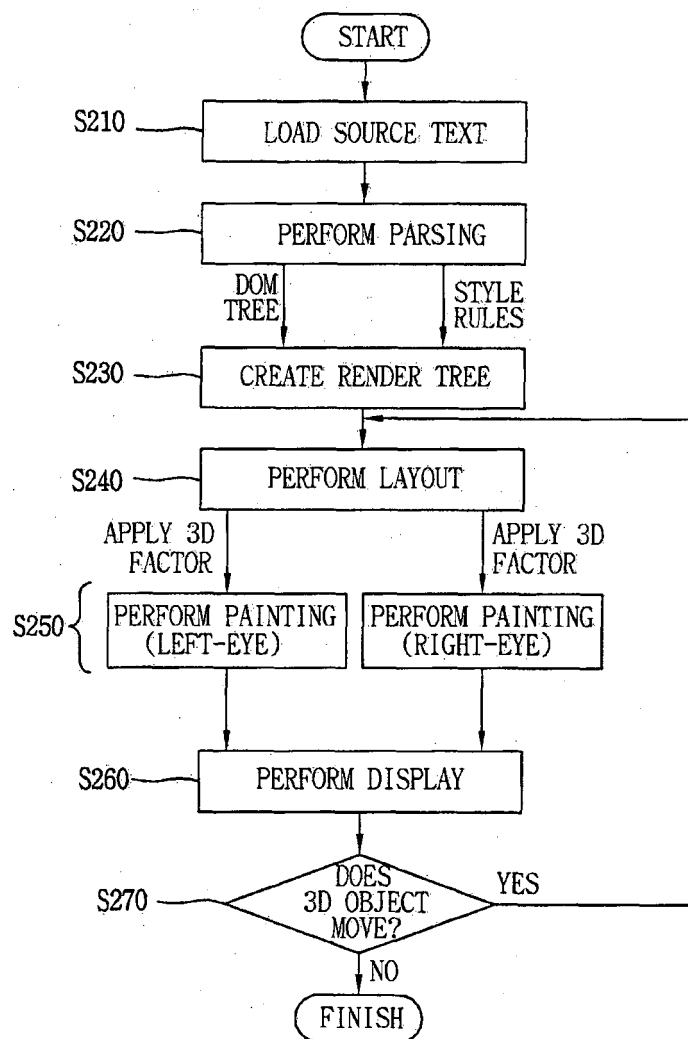 START
S210
LOAD SOURCE TEXT
S220
PERFORM PARSING
DOM
TREE
STYLE
RULES
S230
CREATE RENDER TREE
S240
PERFORM LAYOUT
APPLY 3D
FACTOR
APPLY 3D
FACTOR
S250
PERFORM PAINTING
(LEFT-EYE)
PERFORM PAINTING
(RIGHT-EYE)
S260
PERFORM DISPLAY
S270
DOES
3D OBJECT
MOVE?
YES
NO
FINISH